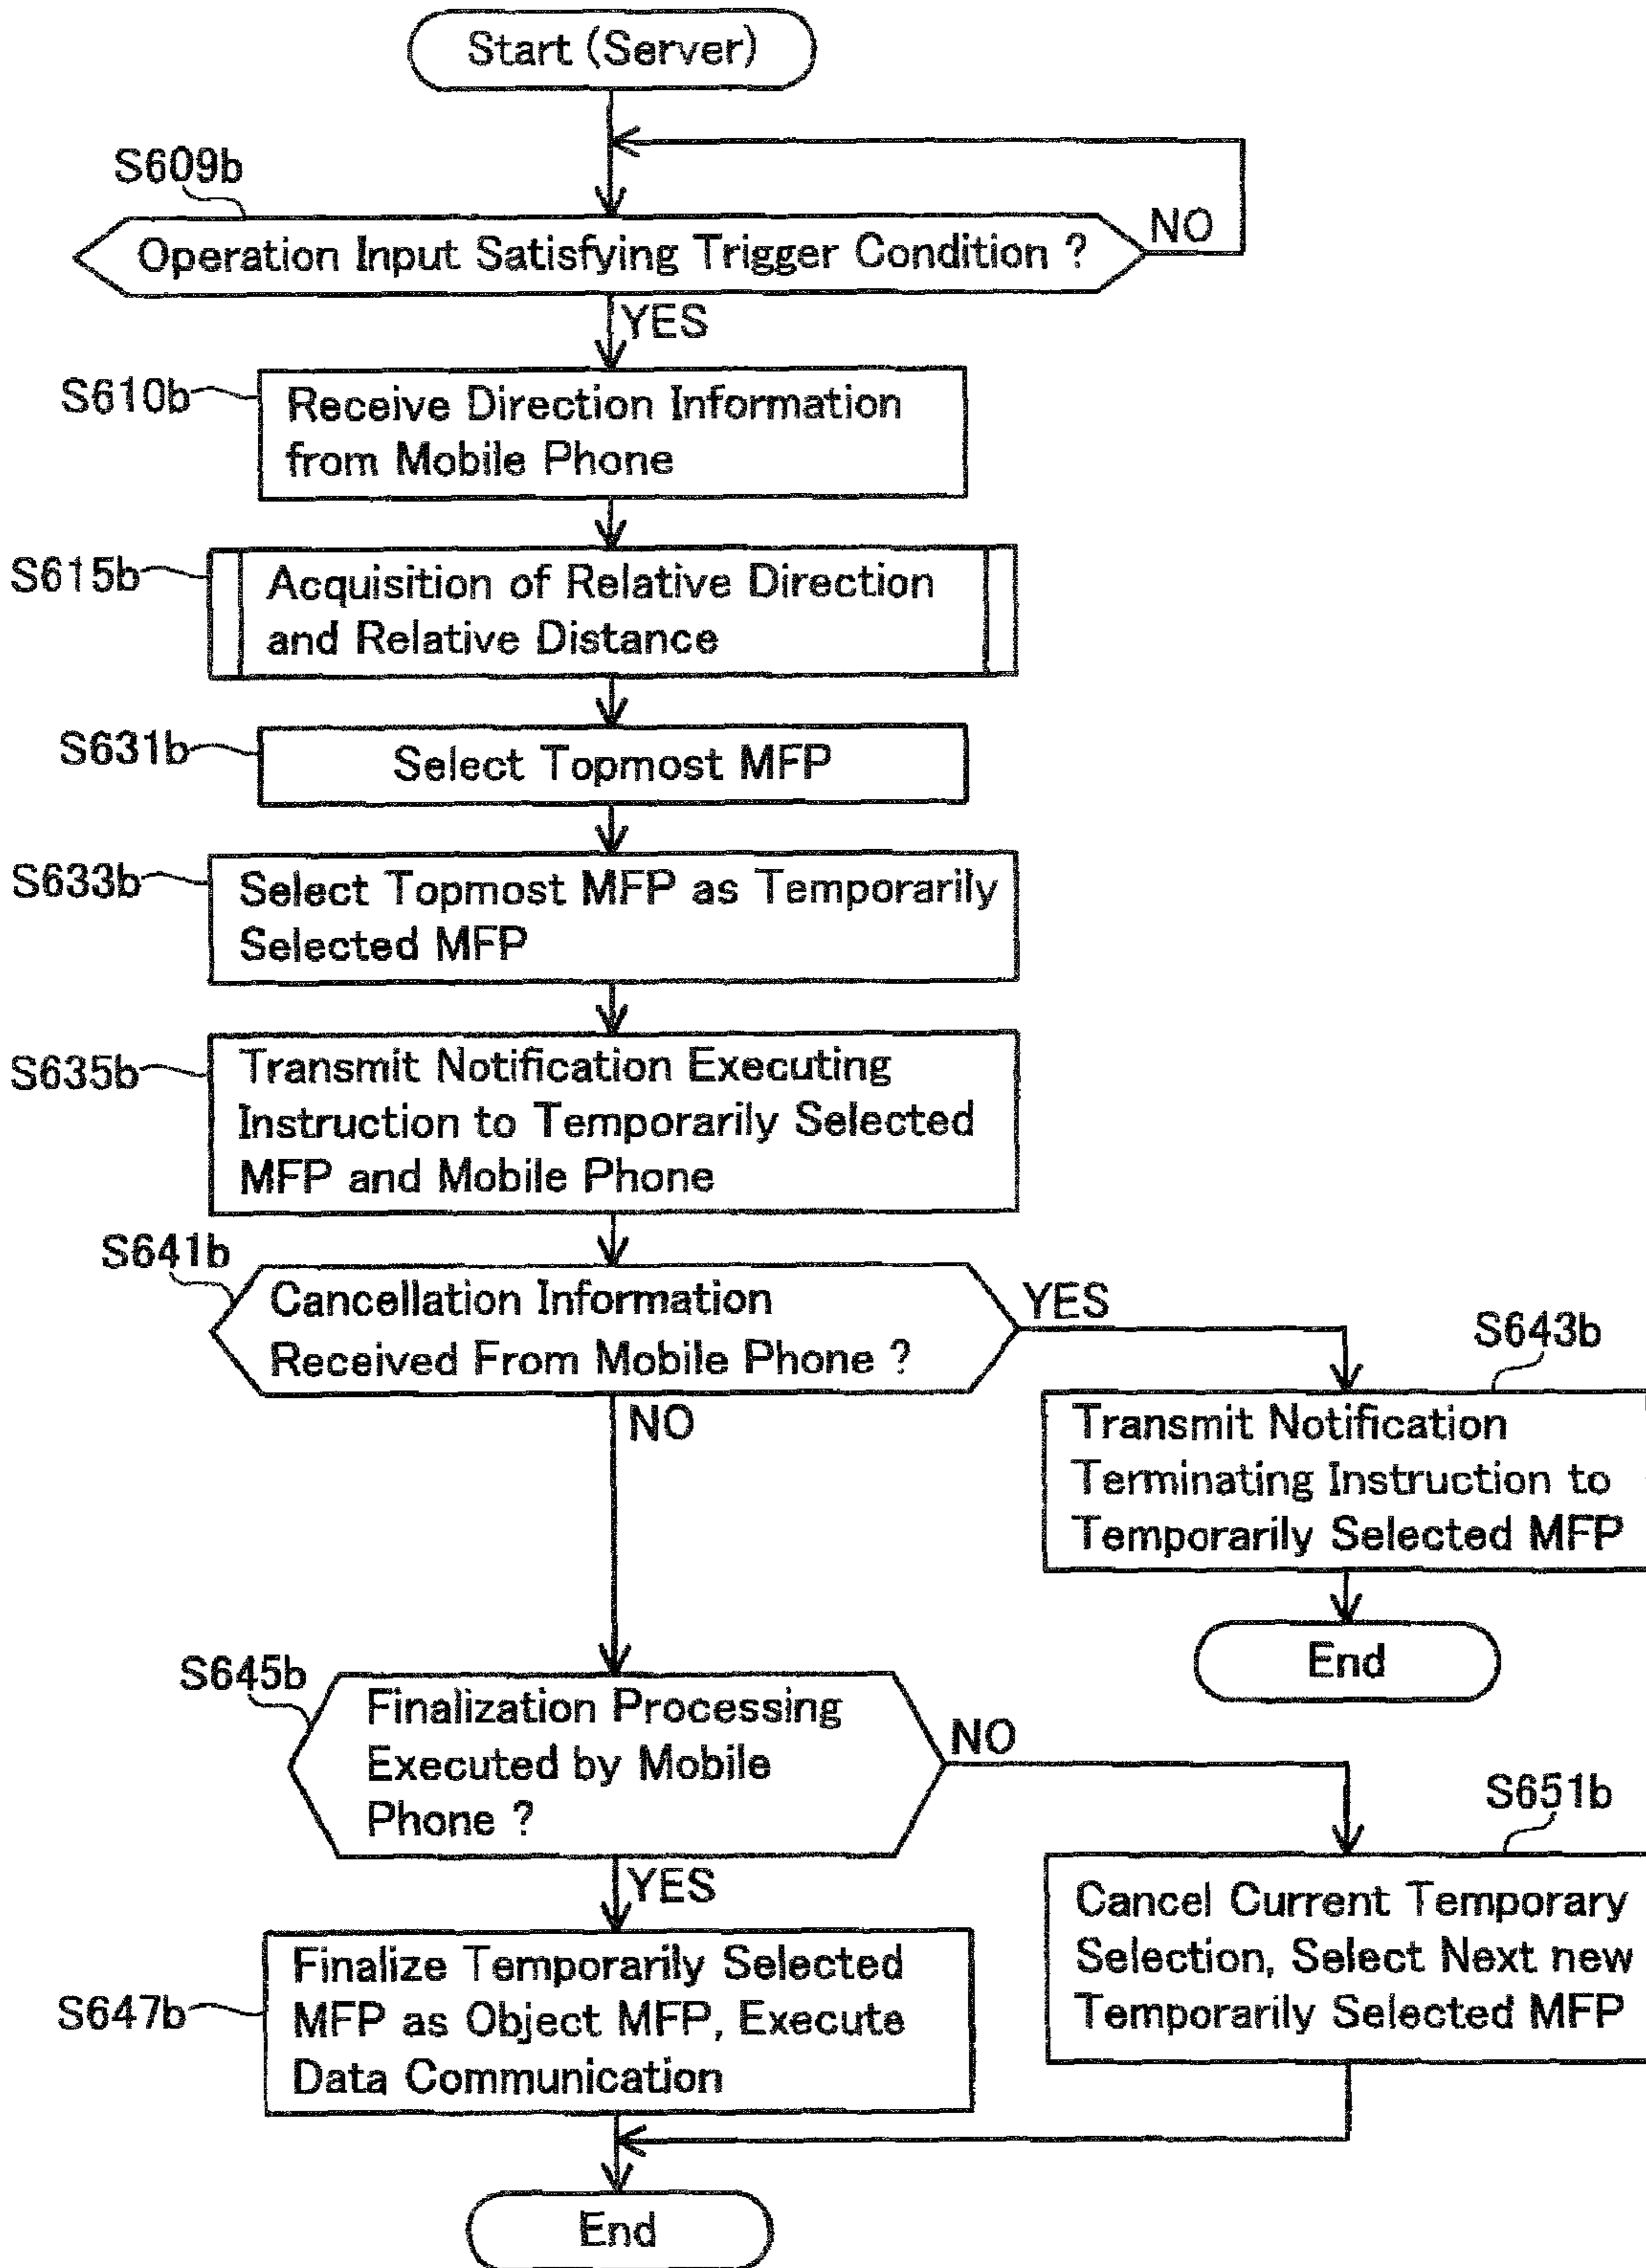 Start (Server)
S609b
Operation Input Satisfying Trigger Condition ?
NO
YES
S610b
Receive Direction Information
from Mobile Phone
S615b
Acquisition of Relative Direction
and Relative Distance
S631b
Select Topmost MFP
S633b
Select Topmost MFP as Temporarily
Selected MFP
S635b
Transmit Notification Executing
Instruction to Temporarily Selected
MFP and Mobile Phone
S641b
Cancellation Information
Received From Mobile Phone ?
YES
NO
S643b
Transmit Notification
Terminating Instruction to
Temporarily Selected MFP
End
S645b
Finalization Processing
Executed by Mobile
Phone ?
NO
YES
S651b
Cancel Current Temporary
Selection, Select Next new
Temporarily Selected MFP
S647b
Finalize Temporarily Selected
MFP as Object MFP, Execute
Data Communication
End